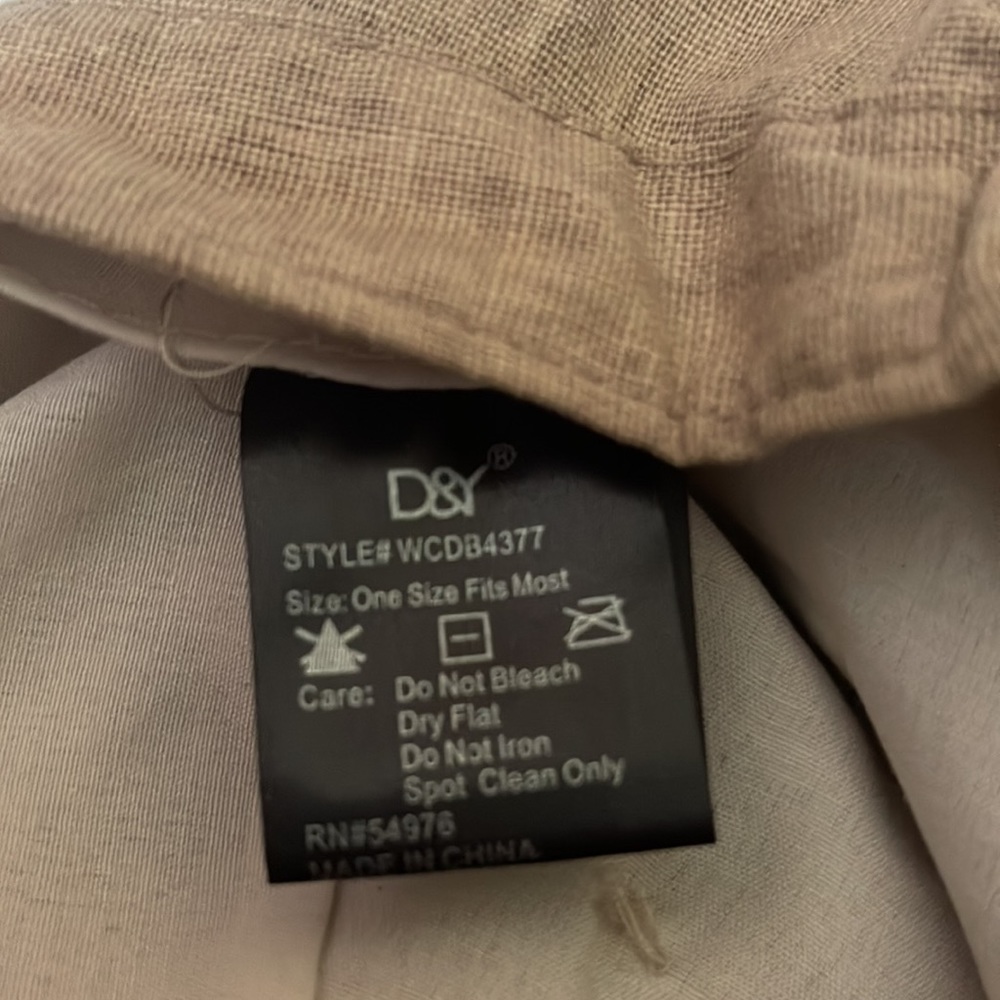 D&Y®
STYLE# WCDB4377
Size: One Size Fits Most
Care: Do Not Bleach
Dry Flat
Do Not Iron
Spot Clean Only
RN#54976
MADE IN CHINA